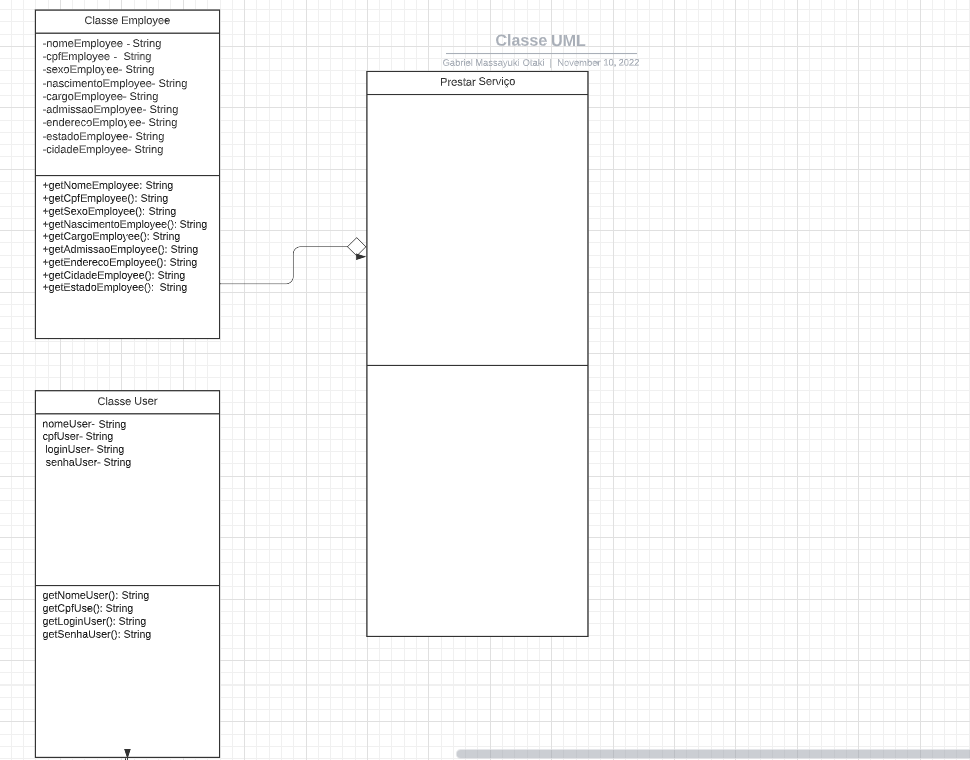 Classe Employee
-nomeEmployee - String
-cpfEmployee -  String
-sexoEmployee- String
-nascimentoEmployee- String
-cargoEmployee- String
-admissaoEmployee- String
-enderecoEmployee- String
-estadoEmployee- String
-cidadeEmployee- String
+getNomeEmployee: String
+getCpfEmployee(): String
+getSexoEmployee(): String
+getNascimentoEmployee(): String
+getCargoEmployee(): String
+getAdmissaoEmployee(): String
+getEnderecoEmployee(): String
+getCidadeEmployee(): String
+getEstadoEmployee():  String
Classe UML
Gabriel Massayuki Otaki | November 10, 2022
Prestar Serviço
Classe User
nomeUser- String
cpfUser- String
loginUser- String
senhaUser- String
getNomeUser(): String
getCpfUse(): String
getLoginUser(): String
getSenhaUser(): String